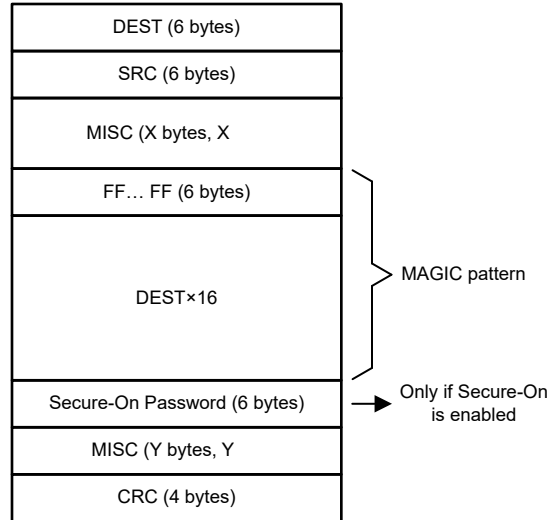 DEST (6 bytes)
SRC (6 bytes)
MISC (X bytes, X
FF… FF (6 bytes)
DEST×16
MAGIC pattern
Secure-On Password (6 bytes)
Only if Secure-On
is enabled
MISC (Y bytes, Y
CRC (4 bytes)